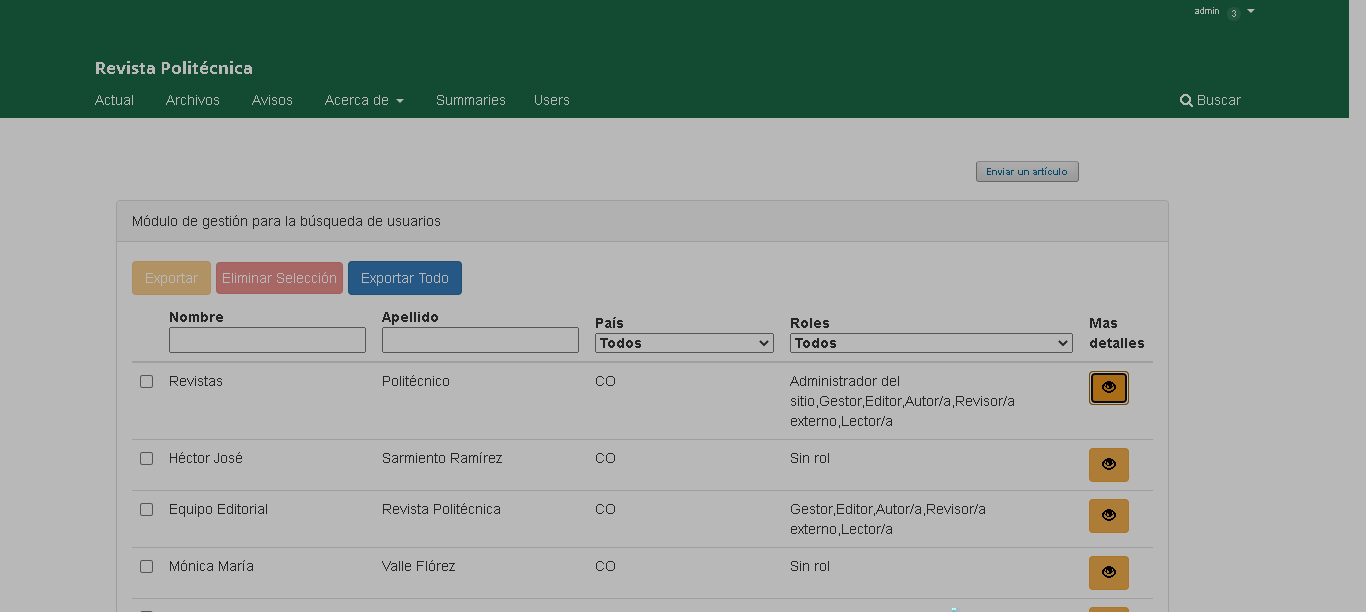 admin 3
Revista Politécnica
Actual Archivos Avisos Acerca de Summaries Users Buscar
Enviar un artículo
Módulo de gestión para la búsqueda de usuarios
Exportar Eliminar Selección Exportar Todo
Nombre Apellido País Roles Mas detalles
Todos Todos
Revistas Politécnico CO Administrador del
sitio,Gestor,Editor,Autor/a,Revisor/a
externo,Lector/a
Héctor José Sarmiento Ramírez CO Sin rol
Equipo Editorial Revista Politécnica CO Gestor,Editor,Autor/a,Revisor/a
externo,Lector/a
Mónica María Valle Flórez CO Sin rol